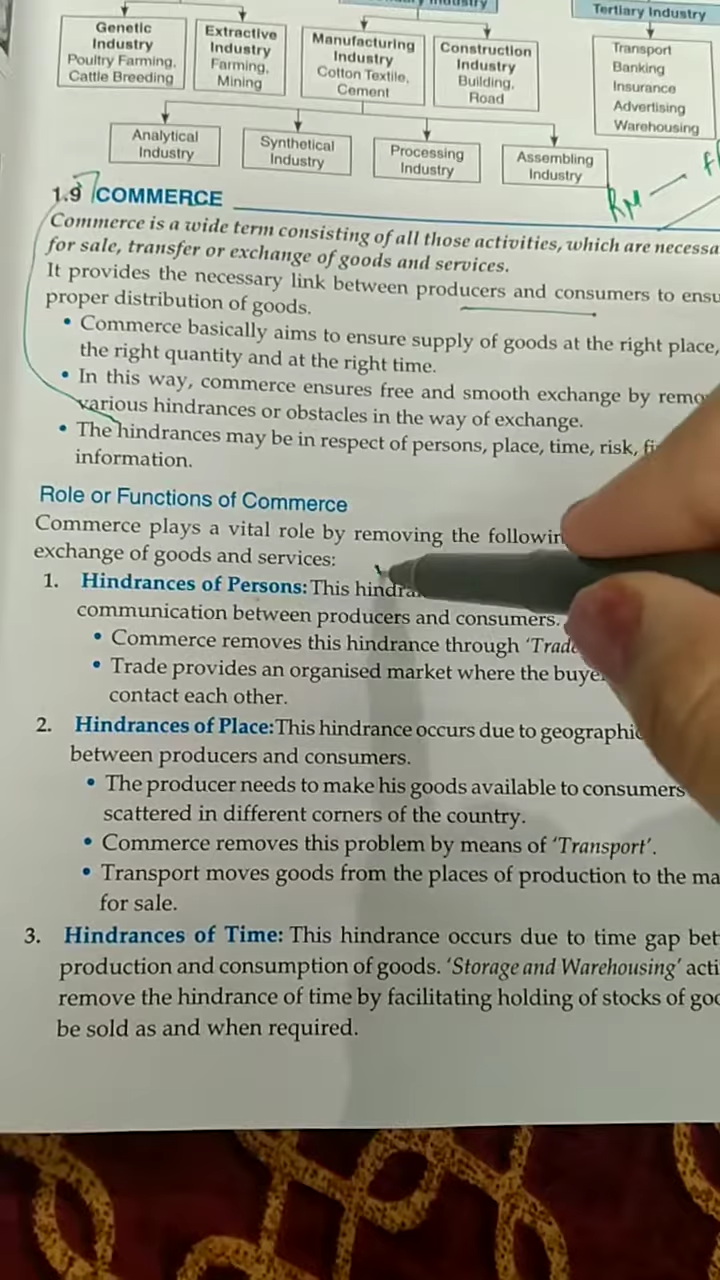 Industry
Tertiary Industry
Genetic
Industry
Poultry Farming,
Cattle Breeding
Extractive
Industry
Farming,
Mining
Manufacturing
Industry
Cotton Textile,
Cement
Construction
Industry
Building,
Road
Transport
Banking
Insurance
Advertising
Warehousing
Analytical
Industry
Synthetical
Industry
Processing
Industry
Assembling
Industry
RM
1.9 COMMERCE
Commerce is a wide term consisting of all those activities, which are necessa
for sale, transfer or exchange of goods and services.
It provides the necessary link between producers and consumers to ensu
proper distribution of goods.
• Commerce basically aims to ensure supply of goods at the right place,
the right quantity and at the right time.
• In this way, commerce ensures free and smooth exchange by remo
various hindrances or obstacles in the way of exchange.
• The hindrances may be in respect of persons, place, time, risk, fi
information.
Role or Functions of Commerce
Commerce plays a vital role by removing the followin
exchange of goods and services:
1. Hindrances of Persons: This hindra
communication between producers and consumers.
• Commerce removes this hindrance through 'Trade
• Trade provides an organised market where the buye
contact each other.
2. Hindrances of Place: This hindrance occurs due to geographic
between producers and consumers.
• The producer needs to make his goods available to consumers
scattered in different corners of the country.
• Commerce removes this problem by means of 'Transport'.
• Transport moves goods from the places of production to the ma
for sale.
3. Hindrances of Time: This hindrance occurs due to time gap bet
production and consumption of goods. 'Storage and Warehousing' acti
remove the hindrance of time by facilitating holding of stocks of goo
be sold as and when required.